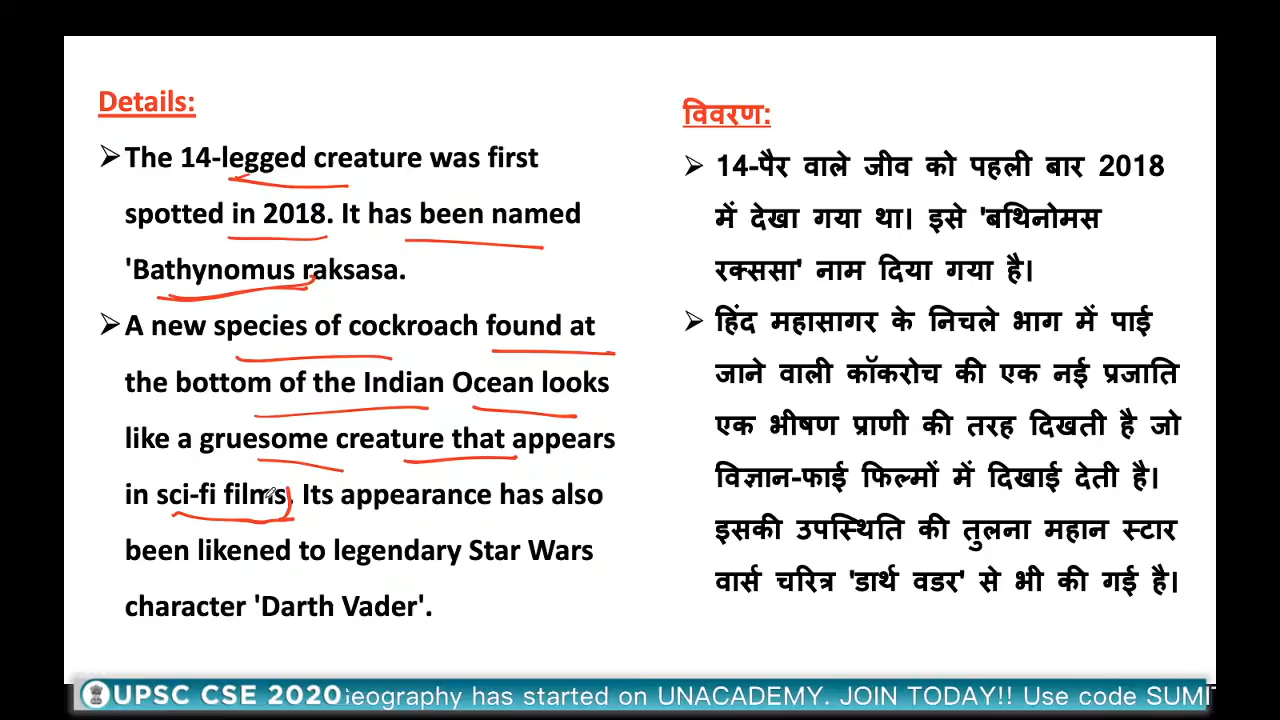 Details:
➢The 14-legged creature was first
spotted in 2018. It has been named
'Bathynomus raksasa.
➢A new species of cockroach found at
the bottom of the Indian Ocean looks
like a gruesome creature that appears
in sci-fi films. Its appearance has also
been likened to legendary Star Wars
character 'Darth Vader'.
विवरण:
➢ 14-पैर वाले जीव को पहली बार 2018
में देखा गया था। इसे 'बथिनोमस
रक्ससा' नाम दिया गया है।
➢ हिंद महासागर के निचले भाग में पाई
जाने वाली कॉकरोच की एक नई प्रजाति
एक भीषण प्राणी की तरह दिखती है जो
विज्ञान-फाई फिल्मों में दिखाई देती है।
इसकी उपस्थिति की तुलना महान स्टार
वार्स चरित्र 'डार्थ वडर' से भी की गई है।
UPSC CSE 2020 Geography has started on UNACADEMY. JOIN TODAY!! Use code SUMIT